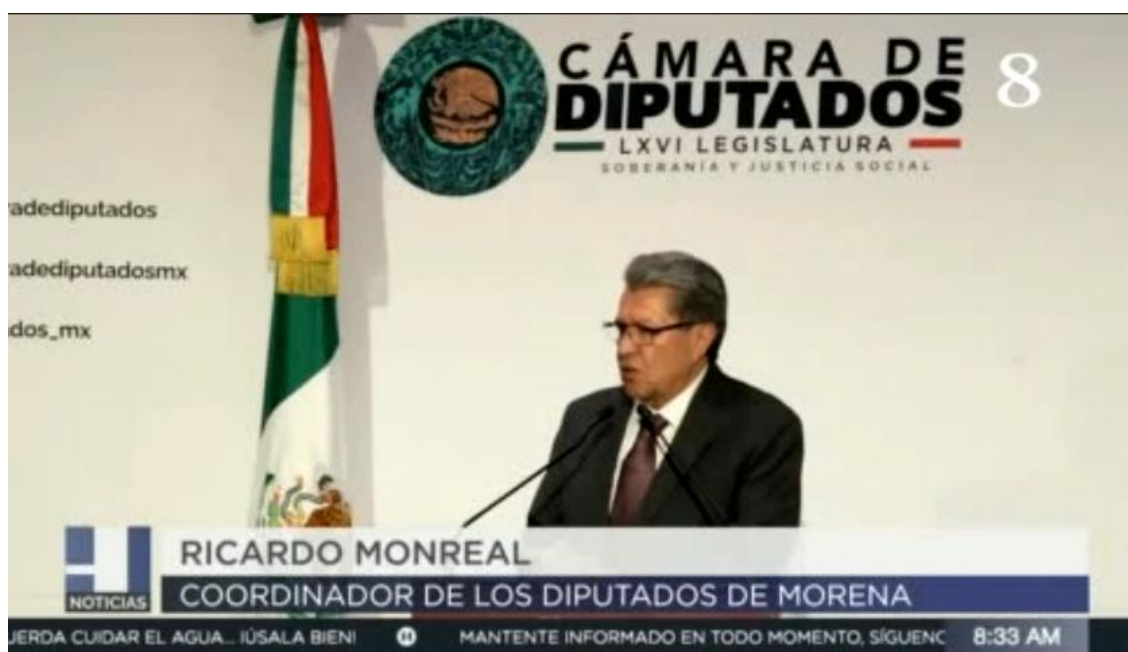 CÁMARA DE
DIPUTADOS
8
LXVI LEGISLATURA
SOBERANÍA Y JUSTICIA SOCIAL
adediputados
adediputadosmx
dos_mx
RICARDO MONREAL
NOTICIAS
COORDINADOR DE LOS DIPUTADOS DE MORENA
UERDA CUIDAR EL AGUA... ¡ÚSALA BIEN! H MANTENTE INFORMADO EN TODO MOMENTO, SÍGUENO 8:33 AM